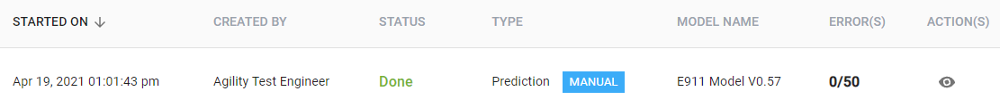 STARTED ON CREATED BY STATUS TYPE MODEL NAME ERROR(S) ACTION(S)
Apr 19, 2021 01:01:43 pm Agility Test Engineer Done Prediction MANUAL E911 Model V0.57 0/50